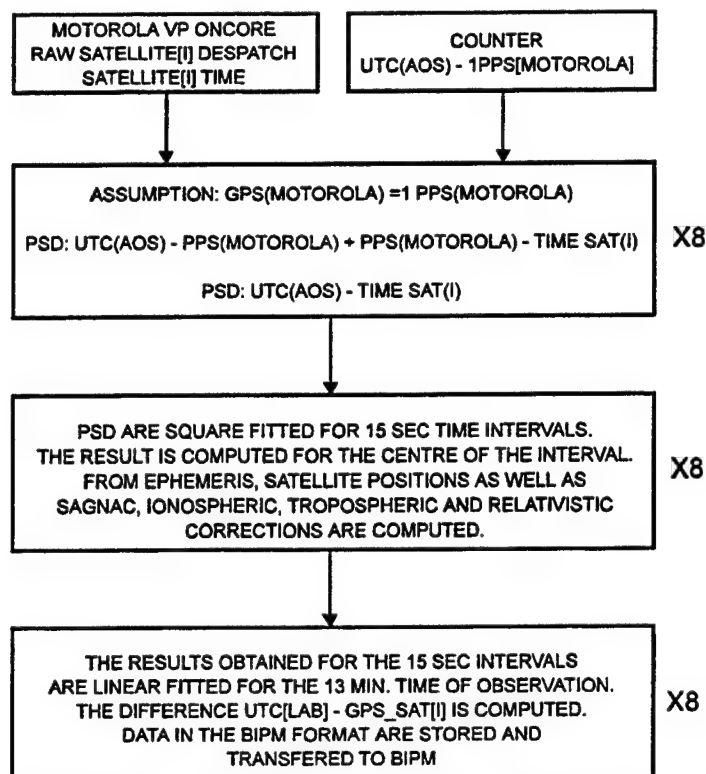 MOTOROLA VP ONCORE
RAW SATELLITE[I] DESPATCH
SATELLITE[I] TIME
COUNTER
UTC(AOS) - 1PPS[MOTOROLA]
ASSUMPTION: GPS(MOTOROLA) =1 PPS(MOTOROLA)
PSD: UTC(AOS) - PPS(MOTOROLA) + PPS(MOTOROLA) - TIME SAT(I)
PSD: UTC(AOS) - TIME SAT(I)
X8
PSD ARE SQUARE FITTED FOR 15 SEC TIME INTERVALS.
THE RESULT IS COMPUTED FOR THE CENTRE OF THE INTERVAL.
FROM EPHEMERIS, SATELLITE POSITIONS AS WELL AS
SAGNAC, IONOSPHERIC, TROPOSPHERIC AND RELATIVISTIC
CORRECTIONS ARE COMPUTED.
X8
THE RESULTS OBTAINED FOR THE 15 SEC INTERVALS
ARE LINEAR FITTED FOR THE 13 MIN. TIME OF OBSERVATION.
THE DIFFERENCE UTC[LAB] - GPS_SAT[I] IS COMPUTED.
DATA IN THE BIPM FORMAT ARE STORED AND
TRANSFERED TO BIPM
X8